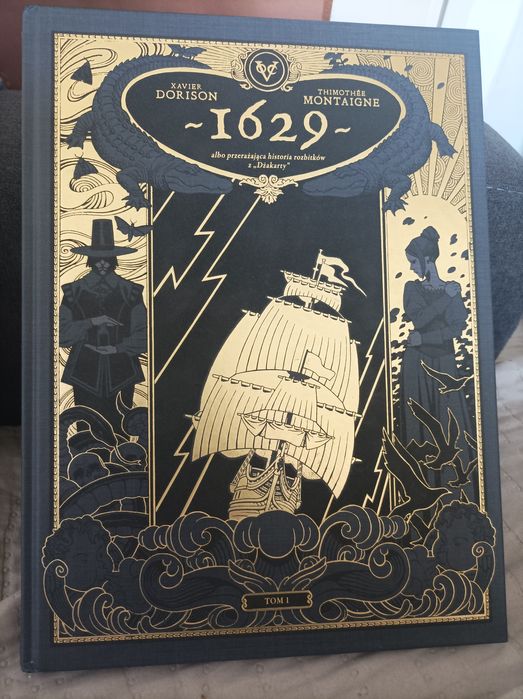 XAVIER
DORISON
THIMOTHÉE
MONTAIGNE
~1629~
albo przerażająca historia rozbitków
z „Dżakarty”
TOM I